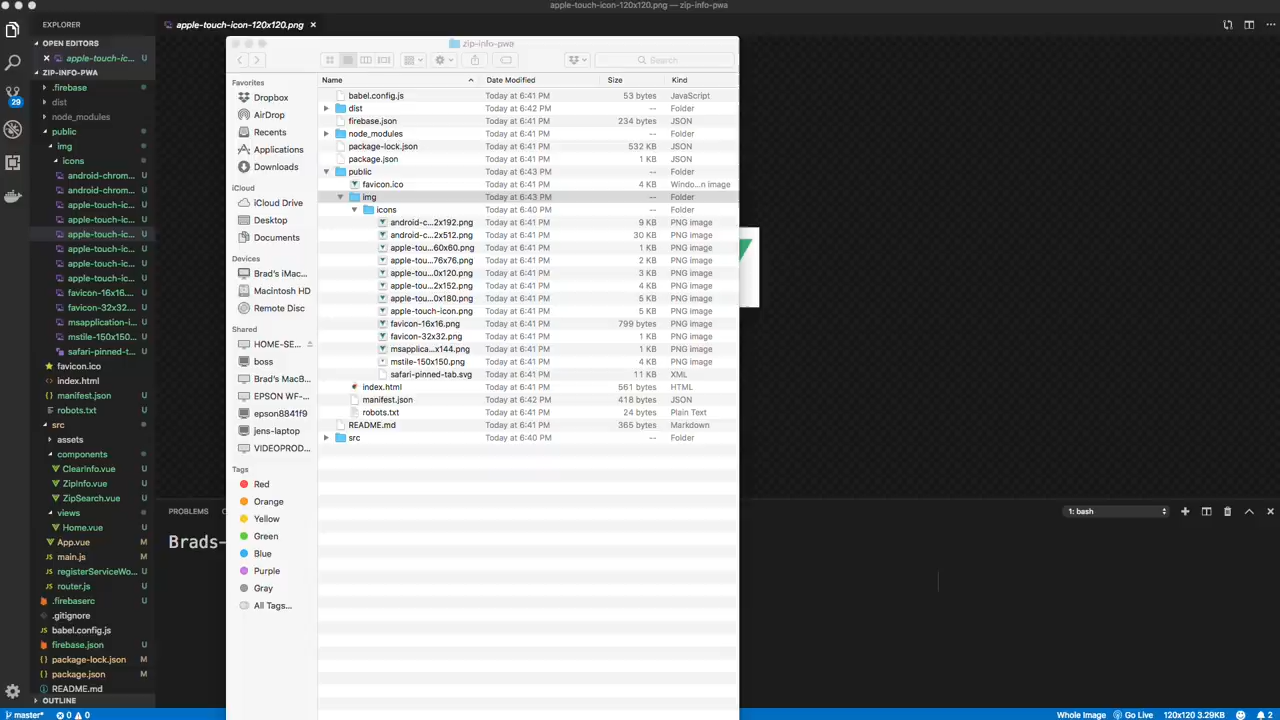 apple-touch-icon-120x120.png — zip-info-pwa
EXPLORER
apple-touch-icon-120x120.png
OPEN EDITORS
apple-touch-ic... U
ZIP-INFO-PWA
.firebase
dist
node_modules
public
img
icons
android-chrom... U
android-chrom... U
apple-touch-ic... U
apple-touch-ic... U
apple-touch-ic... U
apple-touch-ic... U
apple-touch-ic... U
apple-touch-ic... U
favicon-16x16.... U
favicon-32x32.... U
msapplication-i... U
mstile-150x150... U
safari-pinned-t... U
favicon.ico U
index.html U
manifest.json U
robots.txt U
src
assets
components
ClearInfo.vue U
ZipInfo.vue U
ZipSearch.vue U
views
Home.vue U
App.vue M
main.js M
registerServiceWo... U
router.js U
.firebaserc U
.gitignore
babel.config.js
firebase.json U
package-lock.json M
package.json M
README.md
OUTLINE
29
zip-info-pwa
Search
Favorites
Dropbox
AirDrop
Recents
Applications
Downloads
iCloud
iCloud Drive
Desktop
Documents
Devices
Brad's iMac...
Macintosh HD
Remote Disc
Shared
HOME-SE...
boss
Brad's MacB...
EPSON WF-...
epson8841f9
jens-laptop
VIDEOPROD...
Tags
Red
Orange
Yellow
Green
Blue
Purple
Gray
All Tags...
Name Date Modified Size Kind
babel.config.js Today at 6:41 PM 53 bytes JavaScript
dist Today at 6:42 PM -- Folder
firebase.json Today at 6:41 PM 234 bytes JSON
node_modules Today at 6:41 PM -- Folder
package-lock.json Today at 6:41 PM 532 KB JSON
package.json Today at 6:41 PM 1 KB JSON
public Today at 6:43 PM -- Folder
favicon.ico Today at 6:41 PM 4 KB Windo...n image
img Today at 6:43 PM -- Folder
icons Today at 6:40 PM -- Folder
android-c...2x192.png Today at 6:41 PM 9 KB PNG image
android-c...2x512.png Today at 6:41 PM 30 KB PNG image
apple-tou...60x60.png Today at 6:41 PM 1 KB PNG image
apple-tou...76x76.png Today at 6:41 PM 2 KB PNG image
apple-tou...0x120.png Today at 6:41 PM 3 KB PNG image
apple-tou...2x152.png Today at 6:41 PM 4 KB PNG image
apple-tou...0x180.png Today at 6:41 PM 5 KB PNG image
apple-touch-icon.png Today at 6:41 PM 5 KB PNG image
favicon-16x16.png Today at 6:41 PM 799 bytes PNG image
favicon-32x32.png Today at 6:41 PM 1 KB PNG image
msapplica...x144.png Today at 6:41 PM 1 KB PNG image
mstile-150x150.png Today at 6:41 PM 4 KB PNG image
safari-pinned-tab.svg Today at 6:41 PM 11 KB XML
index.html Today at 6:41 PM 561 bytes HTML
manifest.json Today at 6:42 PM 418 bytes JSON
robots.txt Today at 6:41 PM 24 bytes Plain Text
README.md Today at 6:41 PM 365 bytes Markdown
src Today at 6:40 PM -- Folder
PROBLEMS
1: bash
Brads-
master* 0 0
Whole Image Go Live 120x120 3.29KB 2